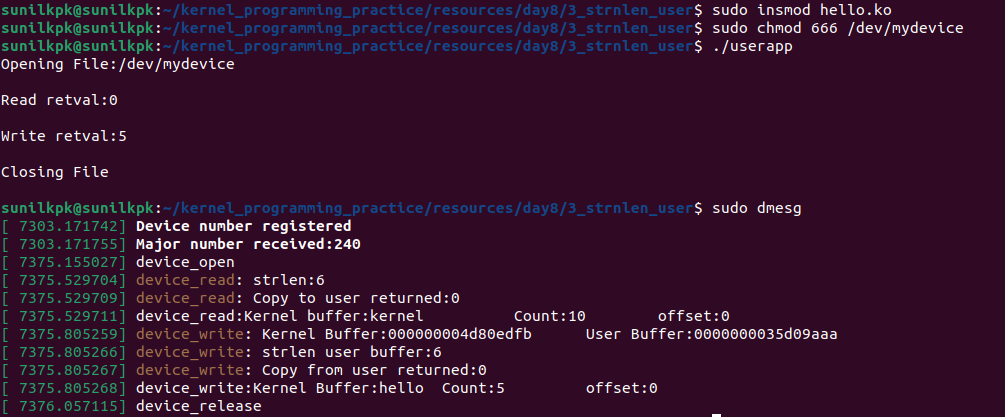 sunilkpk@sunilkpk:~/kernel_programming_practice/resources/day8/3_strnlen_user$ sudo insmod hello.ko
sunilkpk@sunilkpk:~/kernel_programming_practice/resources/day8/3_strnlen_user$ sudo chmod 666 /dev/mydevice
sunilkpk@sunilkpk:~/kernel_programming_practice/resources/day8/3_strnlen_user$ ./userapp
Opening File:/dev/mydevice
Read retval:0
Write retval:5
Closing File
sunilkpk@sunilkpk:~/kernel_programming_practice/resources/day8/3_strnlen_user$ sudo dmesg
[ 7303.171742] Device number registered
[ 7303.171755] Major number received:240
[ 7375.155027] device_open
[ 7375.529704] device_read: strlen:6
[ 7375.529709] device_read: Copy to user returned:0
[ 7375.529711] device_read:Kernel buffer:kernel          Count:10        offset:0
[ 7375.805259] device_write: Kernel Buffer:000000004d80edfb      User Buffer:0000000035d09aaa
[ 7375.805266] device_write: strlen user buffer:6
[ 7375.805267] device_write: Copy from user returned:0
[ 7375.805268] device_write:Kernel Buffer:hello  Count:5         offset:0
[ 7376.057115] device_release